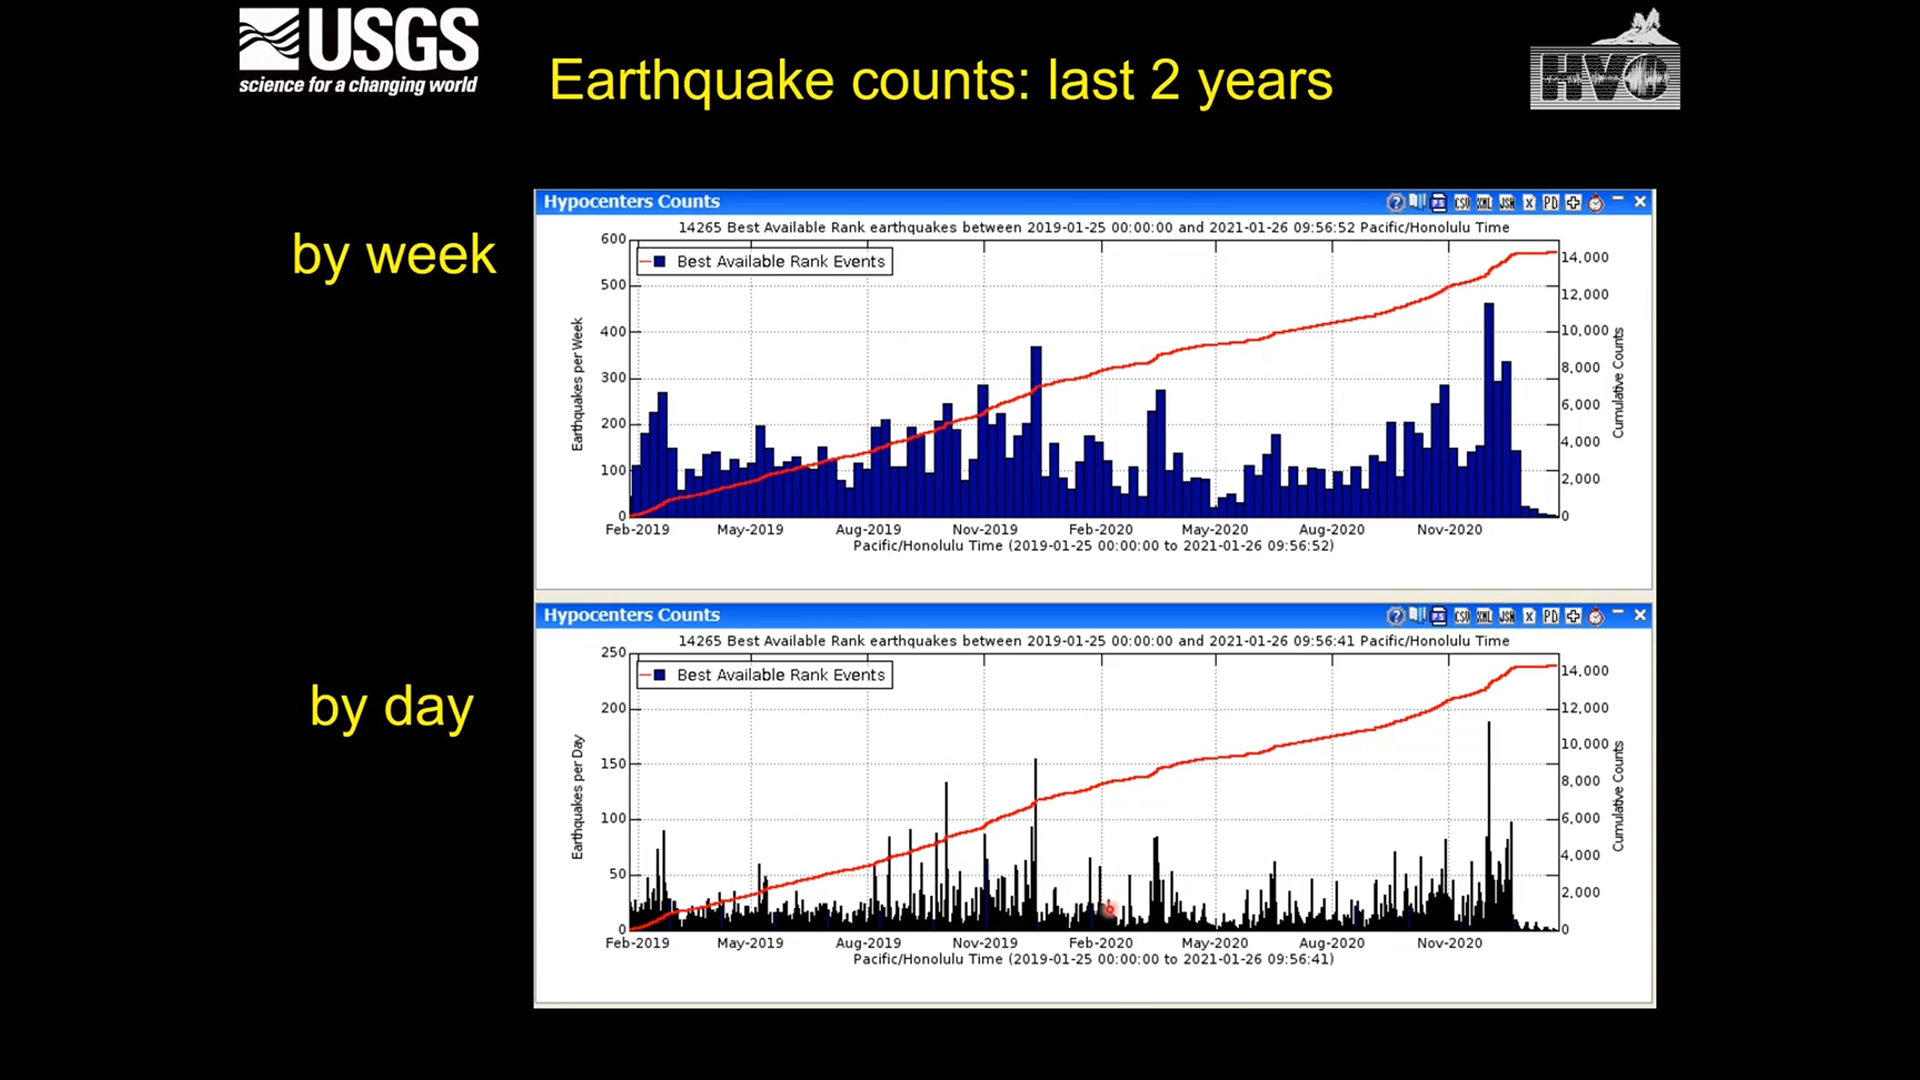 USGS
science for a changing world
Earthquake counts: last 2 years
HVO
by week
Hypocenters Counts
CSV XML JSN X PD
14265 Best Available Rank earthquakes between 2019-01-25 00:00:00 and 2021-01-26 09:56:52 Pacific/Honolulu Time
Best Available Rank Events
600
500
400
300
200
100
0
Earthquakes per Week
14,000
12,000
10,000
8,000
6,000
4,000
2,000
0
Cumulative Counts
Feb-2019 May-2019 Aug-2019 Nov-2019 Feb-2020 May-2020 Aug-2020 Nov-2020
Pacific/Honolulu Time (2019-01-25 00:00:00 to 2021-01-26 09:56:52)
by day
Hypocenters Counts
CSV XML JSN X PD
14265 Best Available Rank earthquakes between 2019-01-25 00:00:00 and 2021-01-26 09:56:41 Pacific/Honolulu Time
Best Available Rank Events
250
200
150
100
50
0
Earthquakes per Day
14,000
12,000
10,000
8,000
6,000
4,000
2,000
0
Cumulative Counts
Feb-2019 May-2019 Aug-2019 Nov-2019 Feb-2020 May-2020 Aug-2020 Nov-2020
Pacific/Honolulu Time (2019-01-25 00:00:00 to 2021-01-26 09:56:41)